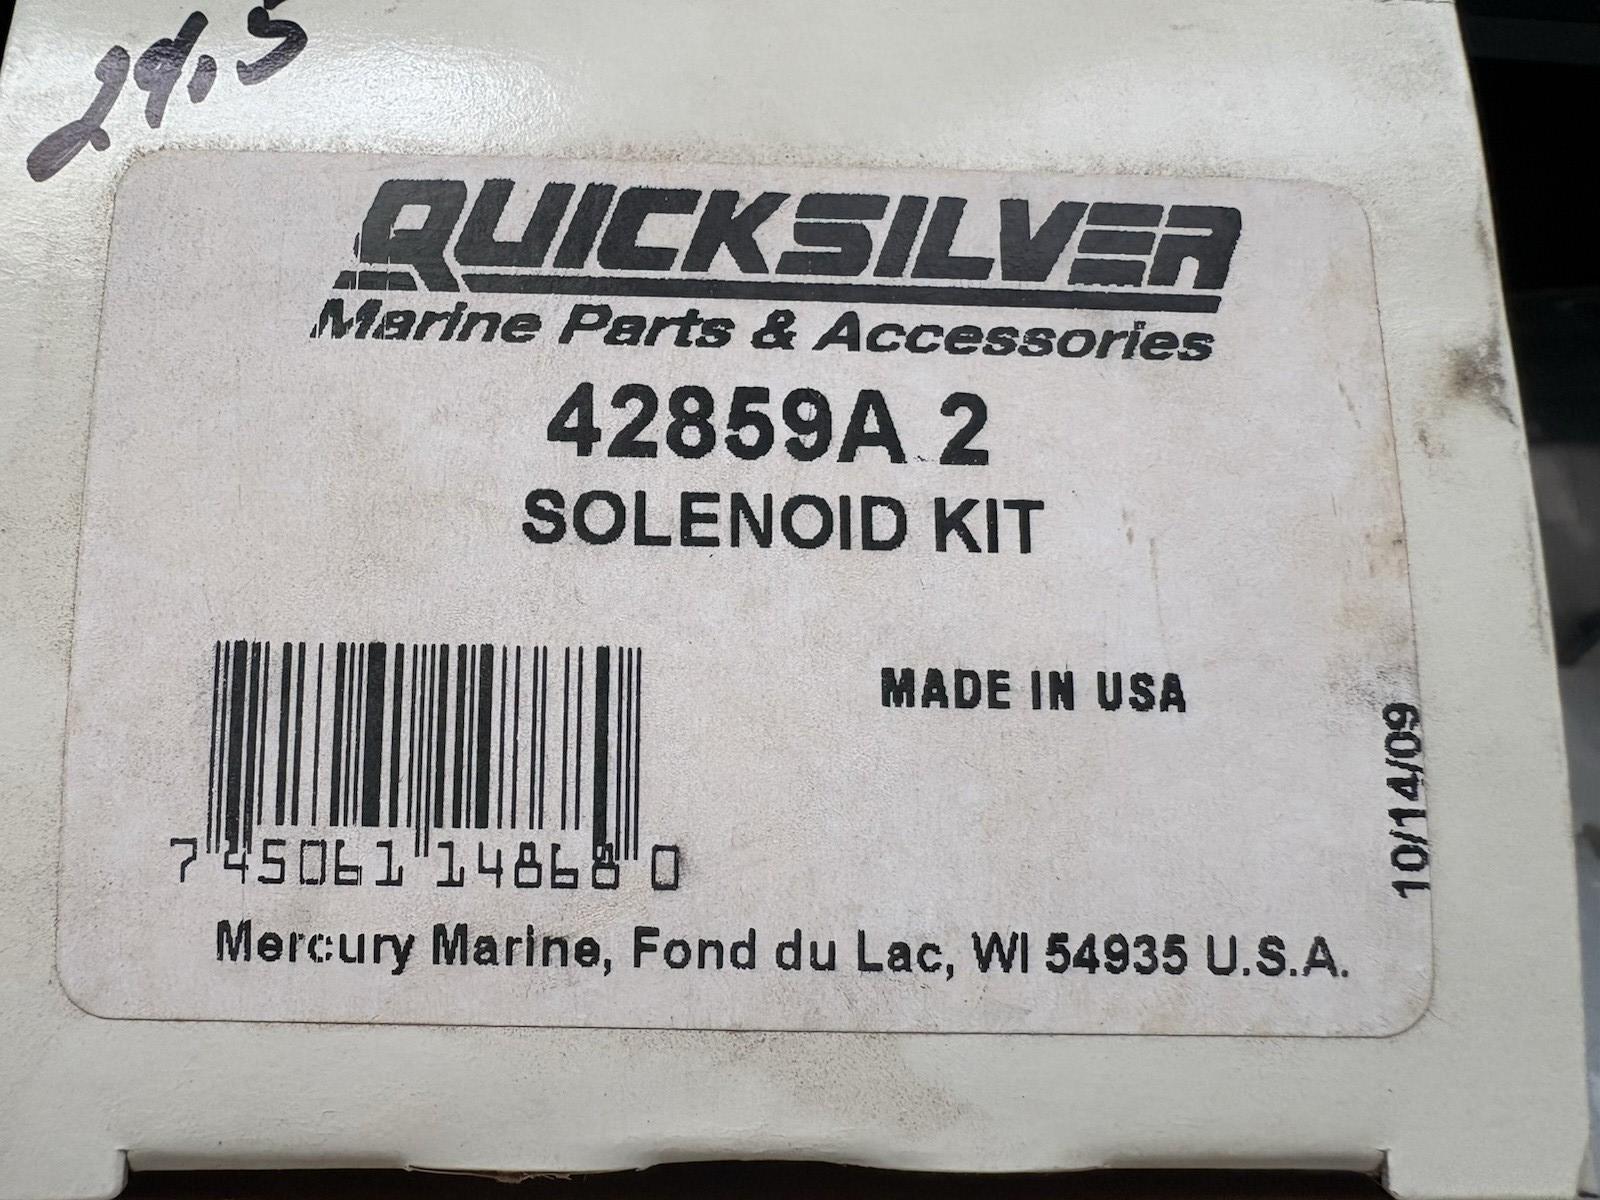 24.5
QUICKSILVER
Marine Parts & Accessories
42859A 2
SOLENOID KIT
MADE IN USA
10/14/09
7 45061 14868 0
Mercury Marine, Fond du Lac, WI 54935 U.S.A.